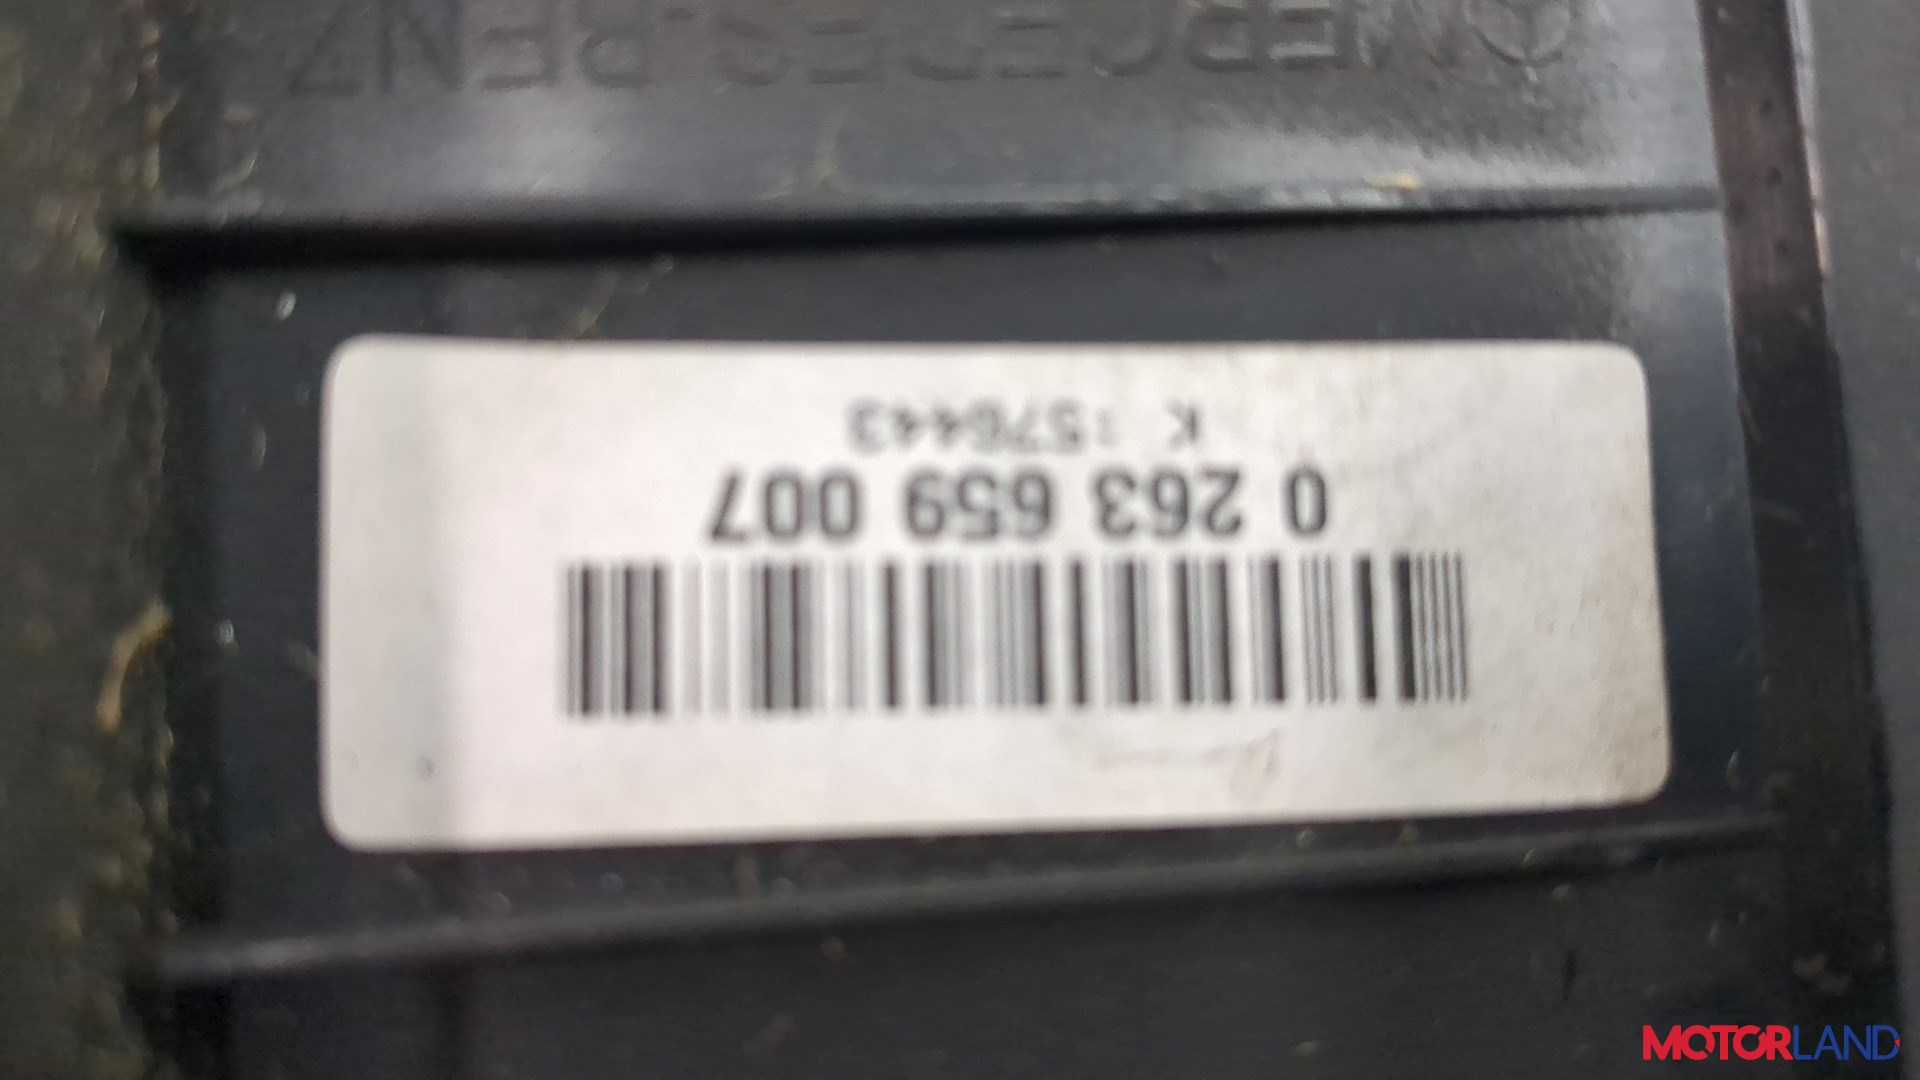 0 263 659 007
K :576443
MERCEDES-BENZ
MOTORLAND